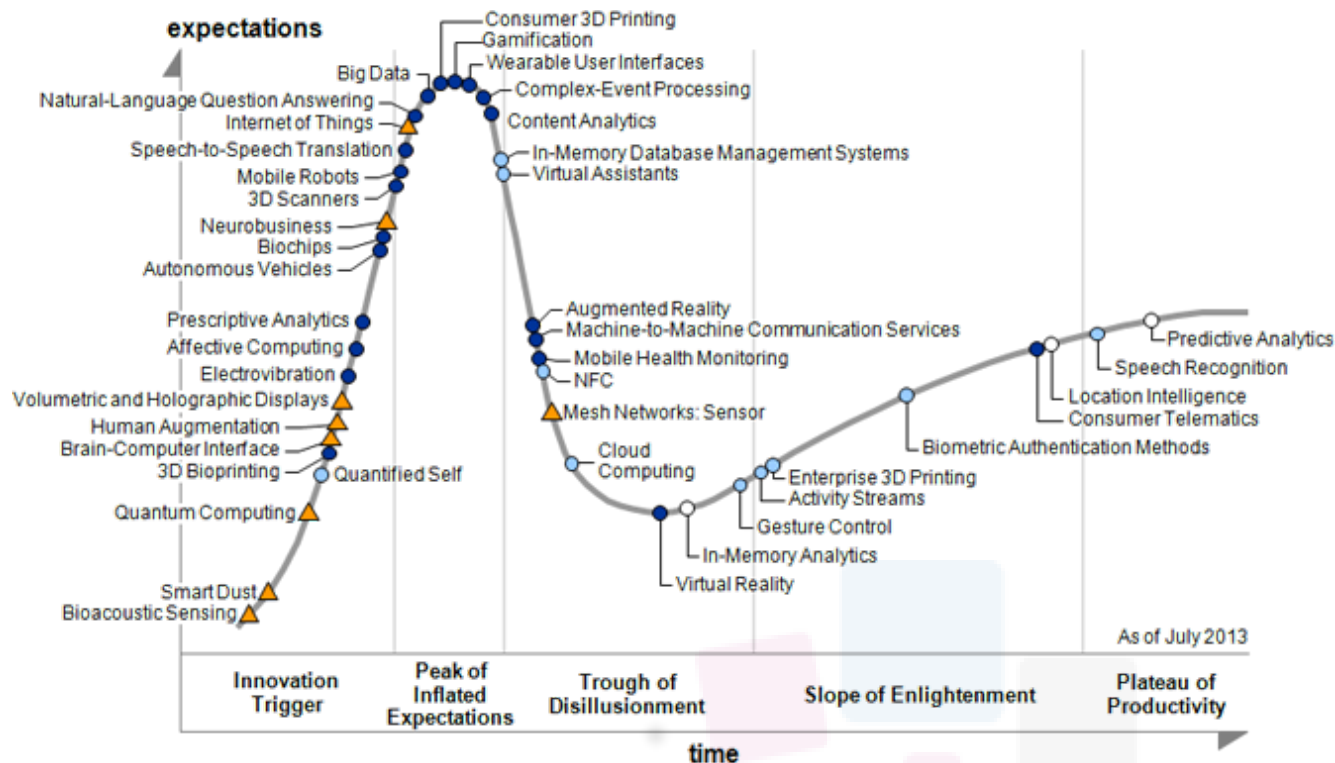 expectations
Consumer 3D Printing
Gamification
Wearable User Interfaces
Big Data
Complex-Event Processing
Natural-Language Question Answering
Internet of Things
Content Analytics
Speech-to-Speech Translation
In-Memory Database Management Systems
Mobile Robots
Virtual Assistants
3D Scanners
Neurobusiness
Biochips
Autonomous Vehicles
Prescriptive Analytics
Affective Computing
Electrovibration
Volumetric and Holographic Displays
Human Augmentation
Brain-Computer Interface
3D Bioprinting
Quantified Self
Quantum Computing
Smart Dust
Bioacoustic Sensing
Augmented Reality
Machine-to-Machine Communication Services
Mobile Health Monitoring
NFC
Mesh Networks: Sensor
Cloud
Computing
Predictive Analytics
Speech Recognition
Location Intelligence
Consumer Telematics
Biometric Authentication Methods
Enterprise 3D Printing
Activity Streams
Gesture Control
In-Memory Analytics
Virtual Reality
As of July 2013
Innovation
Trigger
Peak of
Inflated
Expectations
Trough of
Disillusionment
Slope of Enlightenment
Plateau of
Productivity
time